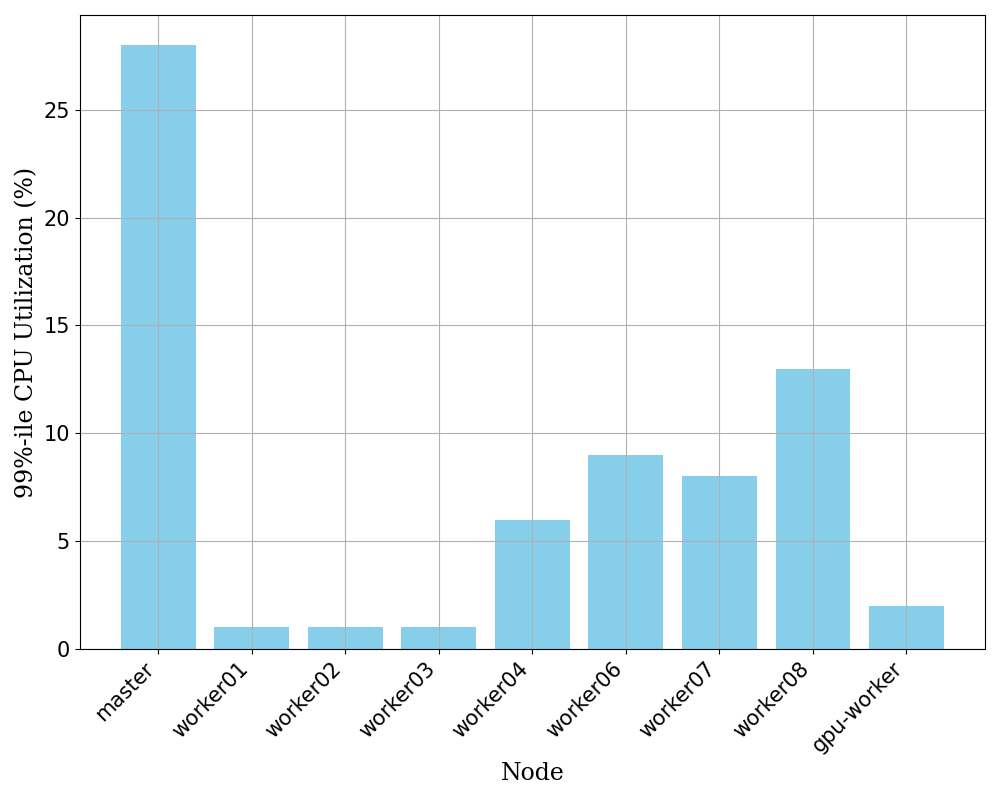 99%-ile CPU Utilization (%)
25
20
15
10
5
0
master
worker01
worker02
worker03
worker04
worker06
worker07
worker08
gpu-worker
Node